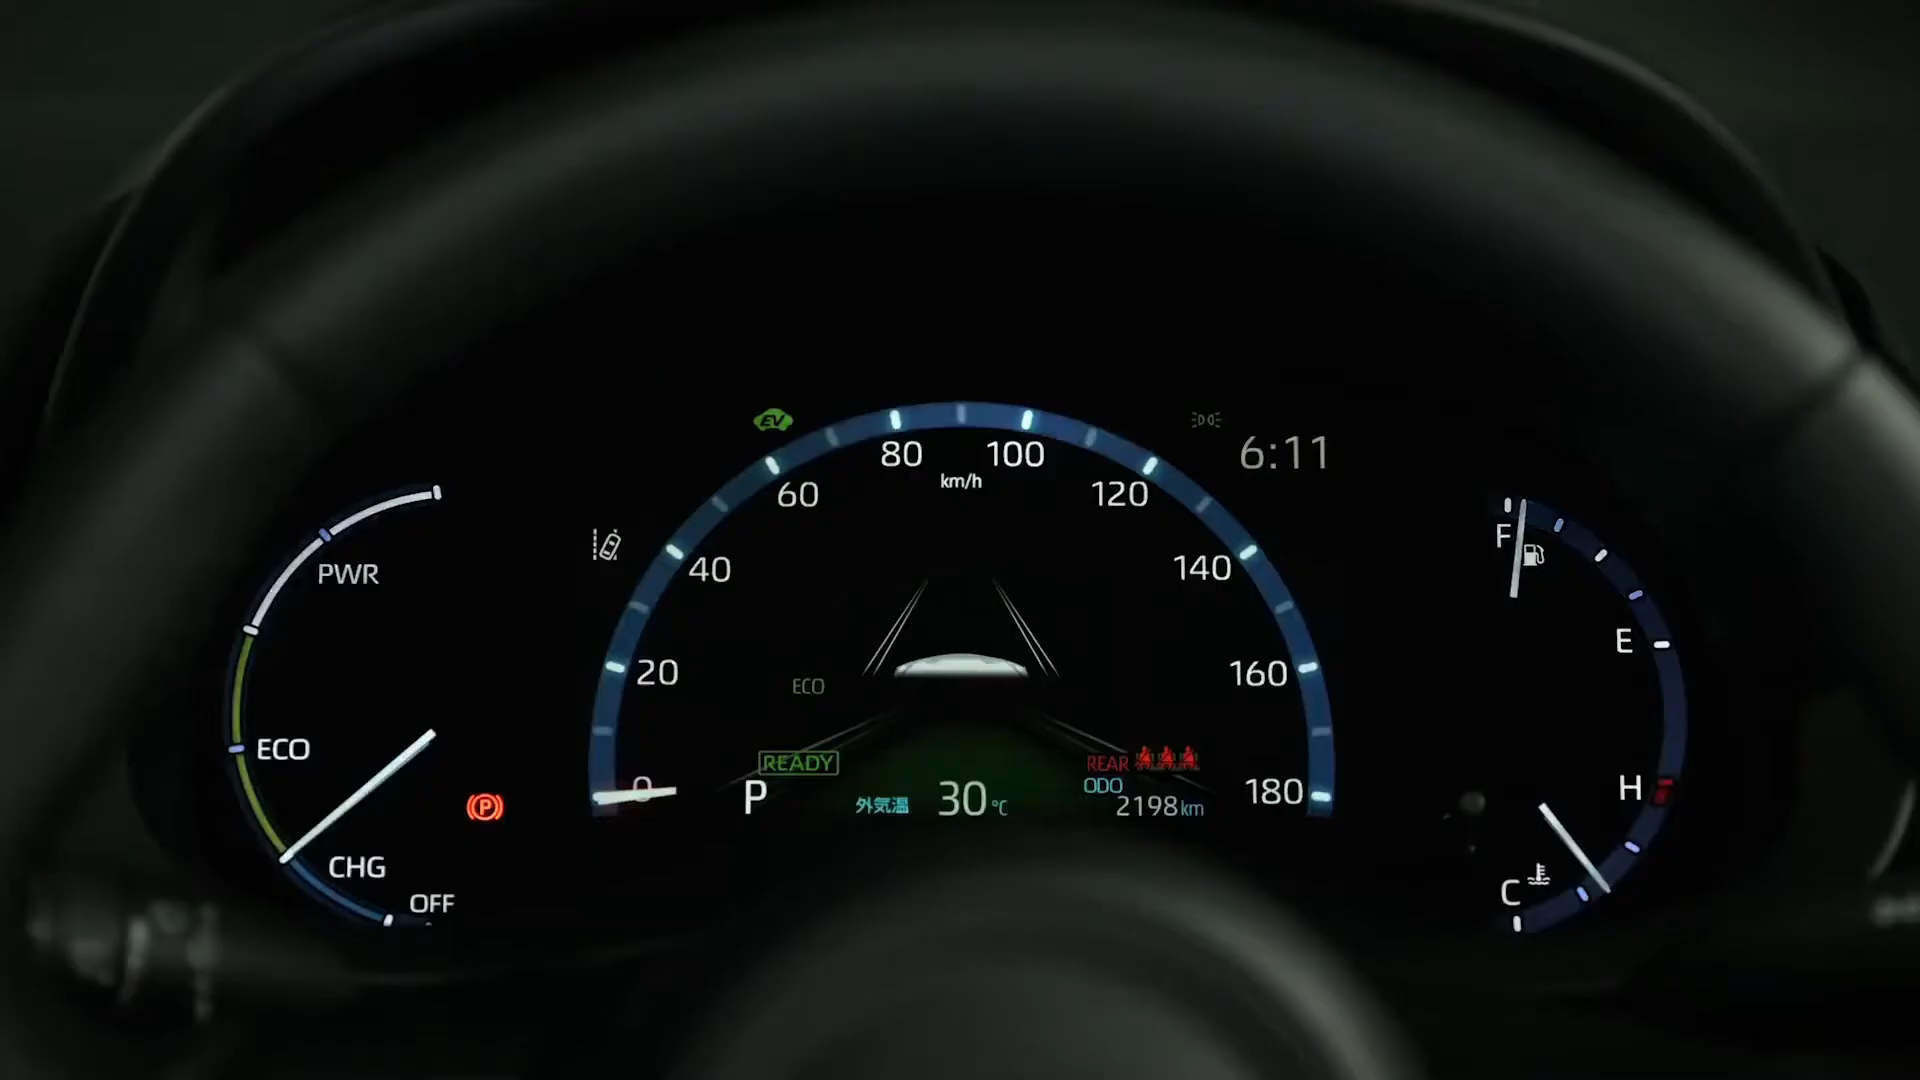 EV
80 100
6:11
km/h
60 120
F
40 140
PWR
E
20 160
ECO
ECO
READY REAR
ODO
H
0 180
P 外気温 30℃ 2198km
P
CHG
C
OFF